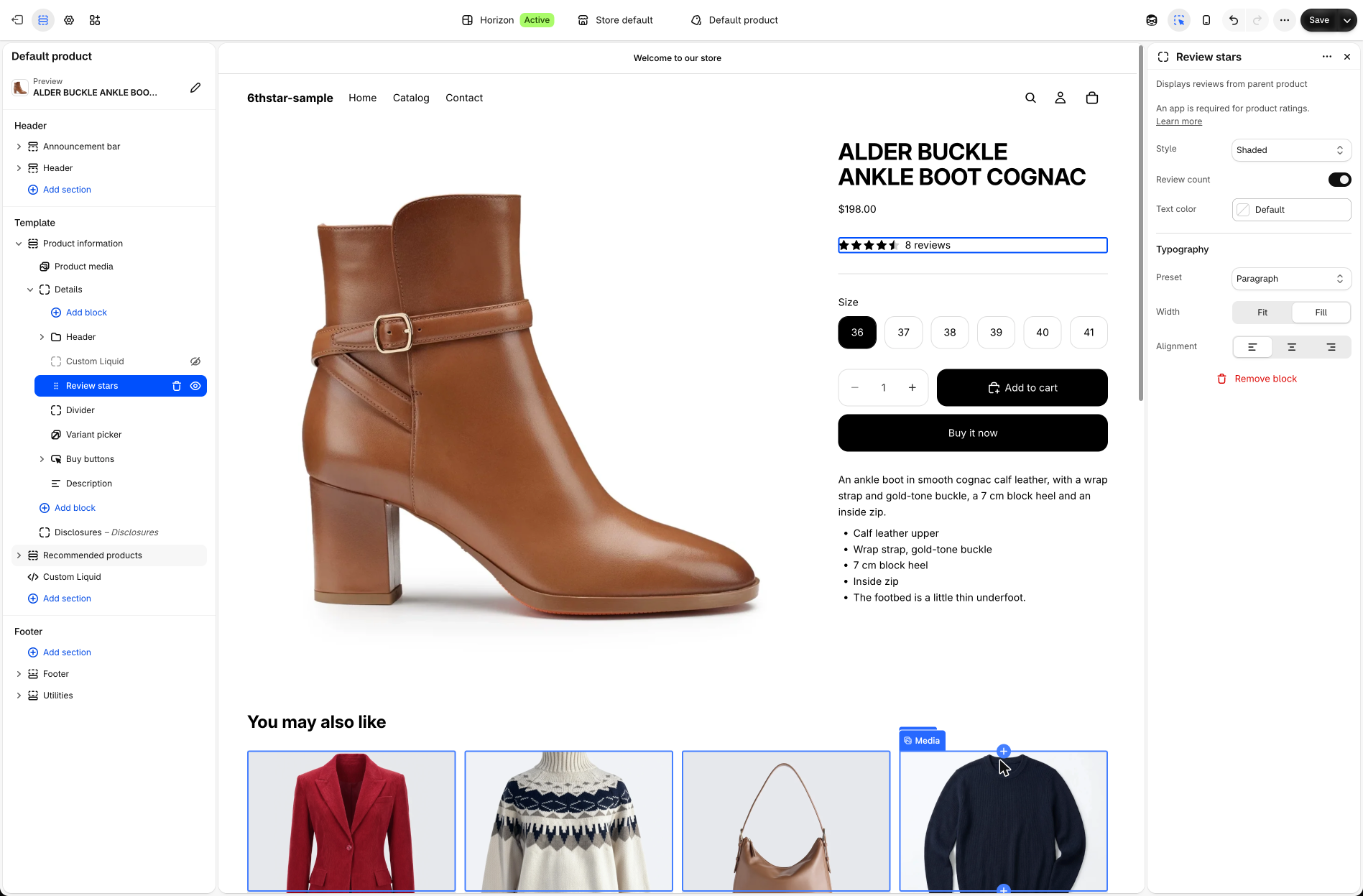 Horizon Active
Store default
Default product
Save
Default product
Preview
ALDER BUCKLE ANKLE BOO...
Header
Announcement bar
Header
Add section
Template
Product information
Product media
Details
Add block
Header
Custom Liquid
Review stars
Divider
Variant picker
Buy buttons
Description
Add block
Disclosures – Disclosures
Recommended products
Custom Liquid
Add section
Footer
Add section
Footer
Utilities
Welcome to our store
6thstar-sample Home Catalog Contact
ALDER BUCKLE
ANKLE BOOT COGNAC
$198.00
8 reviews
Size
36 37 38 39 40 41
1
Add to cart
Buy it now
An ankle boot in smooth cognac calf leather, with a wrap
strap and gold-tone buckle, a 7 cm block heel and an
inside zip.
• Calf leather upper
• Wrap strap, gold-tone buckle
• 7 cm block heel
• Inside zip
• The footbed is a little thin underfoot.
You may also like
Media
Review stars
Displays reviews from parent product
An app is required for product ratings.
Learn more
Style Shaded
Review count
Text color Default
Typography
Preset Paragraph
Width Fit Fill
Alignment
Remove block